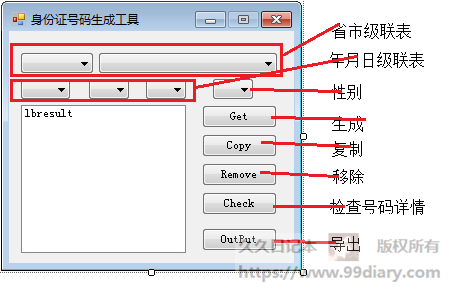 身份证号码生成工具
省市级联表
年月日级联表
性别
lbresult
Get
生成
Copy
复制
Remove
移除
Check
检查号码详情
OutPut
导出
久久日记本 版权所有
https://www.99diary.com